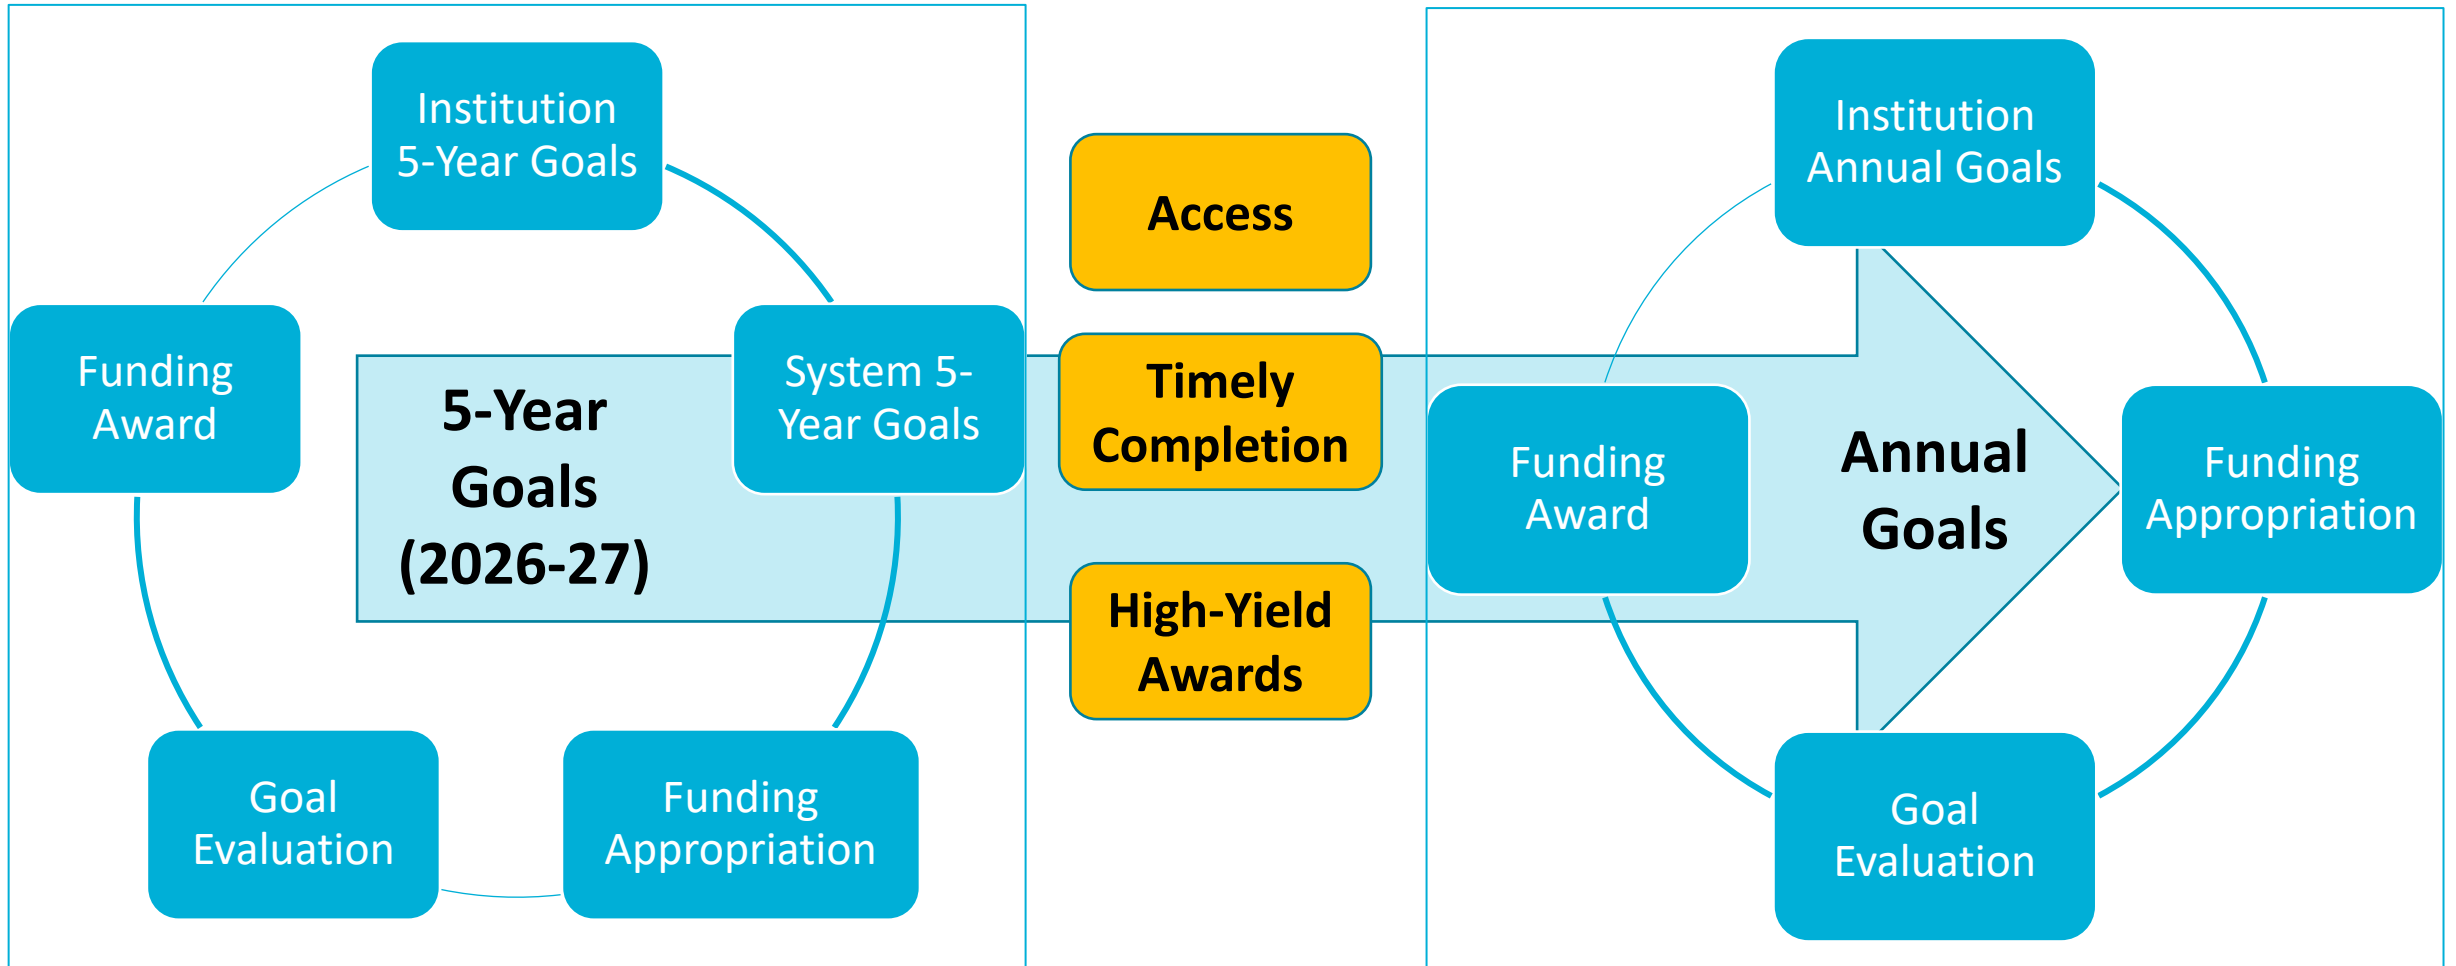 Institution
5-Year Goals
System 5-
Year Goals
Funding
Appropriation
Goal
Evaluation
Funding
Award
5-Year
Goals
(2026-27)
Access
Timely
Completion
High-Yield
Awards
Institution
Annual Goals
Funding
Appropriation
Goal
Evaluation
Funding
Award
Annual
Goals